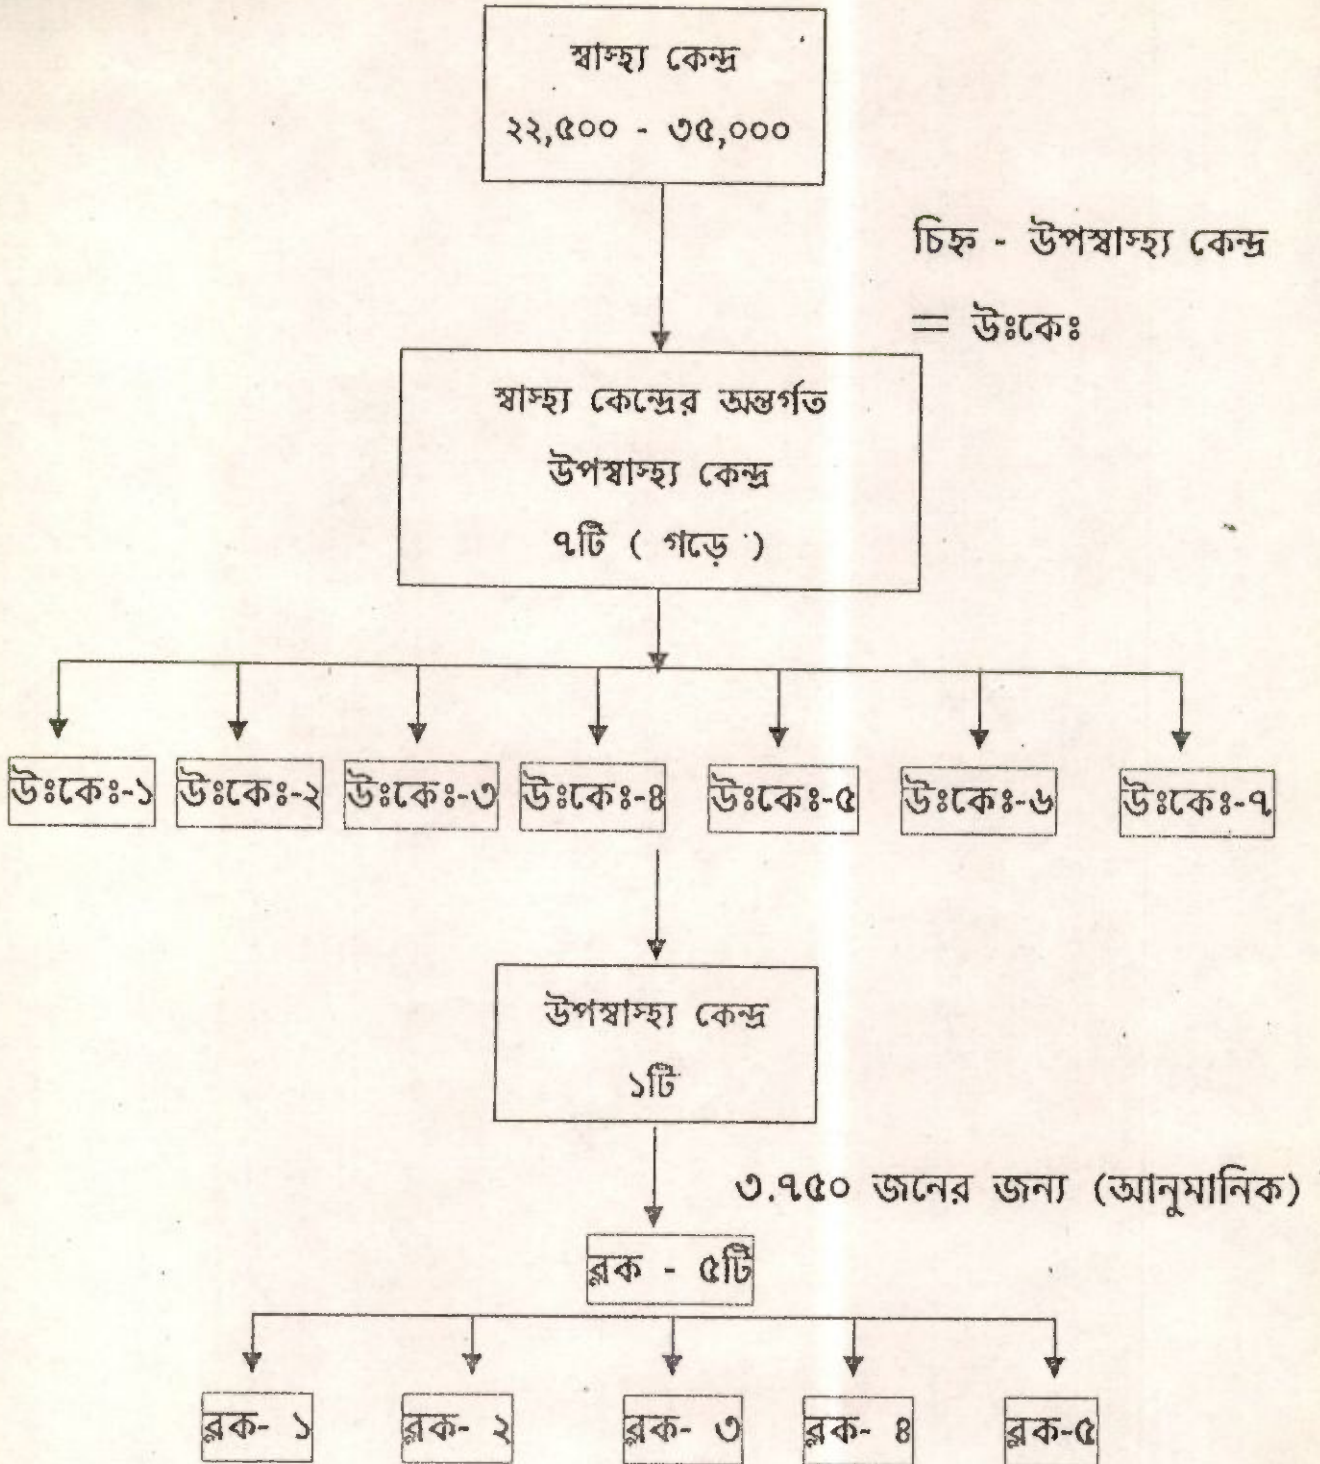 স্বাস্থ্য কেন্দ্র
২২,৫০০ - ৩৫,০০০
চিহ্ন - উপস্বাস্থ্য কেন্দ্র
= উঃকেঃ
স্বাস্থ্য কেন্দ্রের অন্তর্গত
উপস্বাস্থ্য কেন্দ্র
৭টি ( গড়ে )
উঃকেঃ-১ উঃকেঃ-২ উঃকেঃ-৩ উঃকেঃ-৪ উঃকেঃ-৫ উঃকেঃ-৬ উঃকেঃ-৭
উপস্বাস্থ্য কেন্দ্র
১টি
৩.৭৫০ জনের জন্য (আনুমানিক)
ব্লক - ৫টি
ব্লক- ১ ব্লক- ২ ব্লক- ৩ ব্লক- ৪ ব্লক-৫